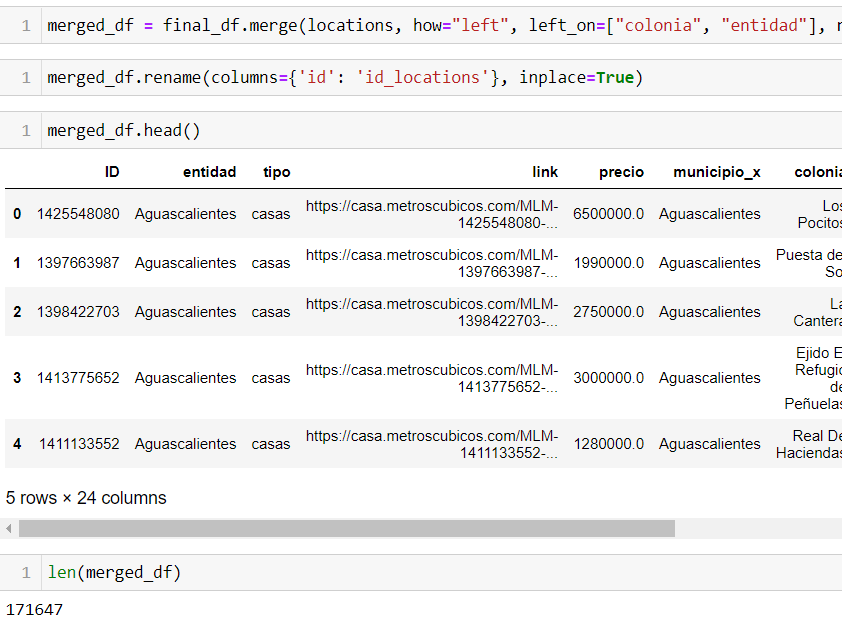 1 merged_df = final_df.merge(locations, how="left", left_on=["colonia", "entidad"],
1 merged_df.rename(columns={'id': 'id_locations'}, inplace=True)
1 merged_df.head()
ID entidad tipo link precio municipio_x colonia
0 1425548080 Aguascalientes casas https://casa.metroscubicos.com/MLM-1425548080-... 6500000.0 Aguascalientes Los Pocitos
1 1397663987 Aguascalientes casas https://casa.metroscubicos.com/MLM-1397663987-... 1990000.0 Aguascalientes Puesta de So
2 1398422703 Aguascalientes casas https://casa.metroscubicos.com/MLM-1398422703-... 2750000.0 Aguascalientes La Cantera
3 1413775652 Aguascalientes casas https://casa.metroscubicos.com/MLM-1413775652-... 3000000.0 Aguascalientes Ejido E Refugio de Peñuelas
4 1411133552 Aguascalientes casas https://casa.metroscubicos.com/MLM-1411133552-... 1280000.0 Aguascalientes Real De Haciendas
5 rows × 24 columns
1 len(merged_df)
171647